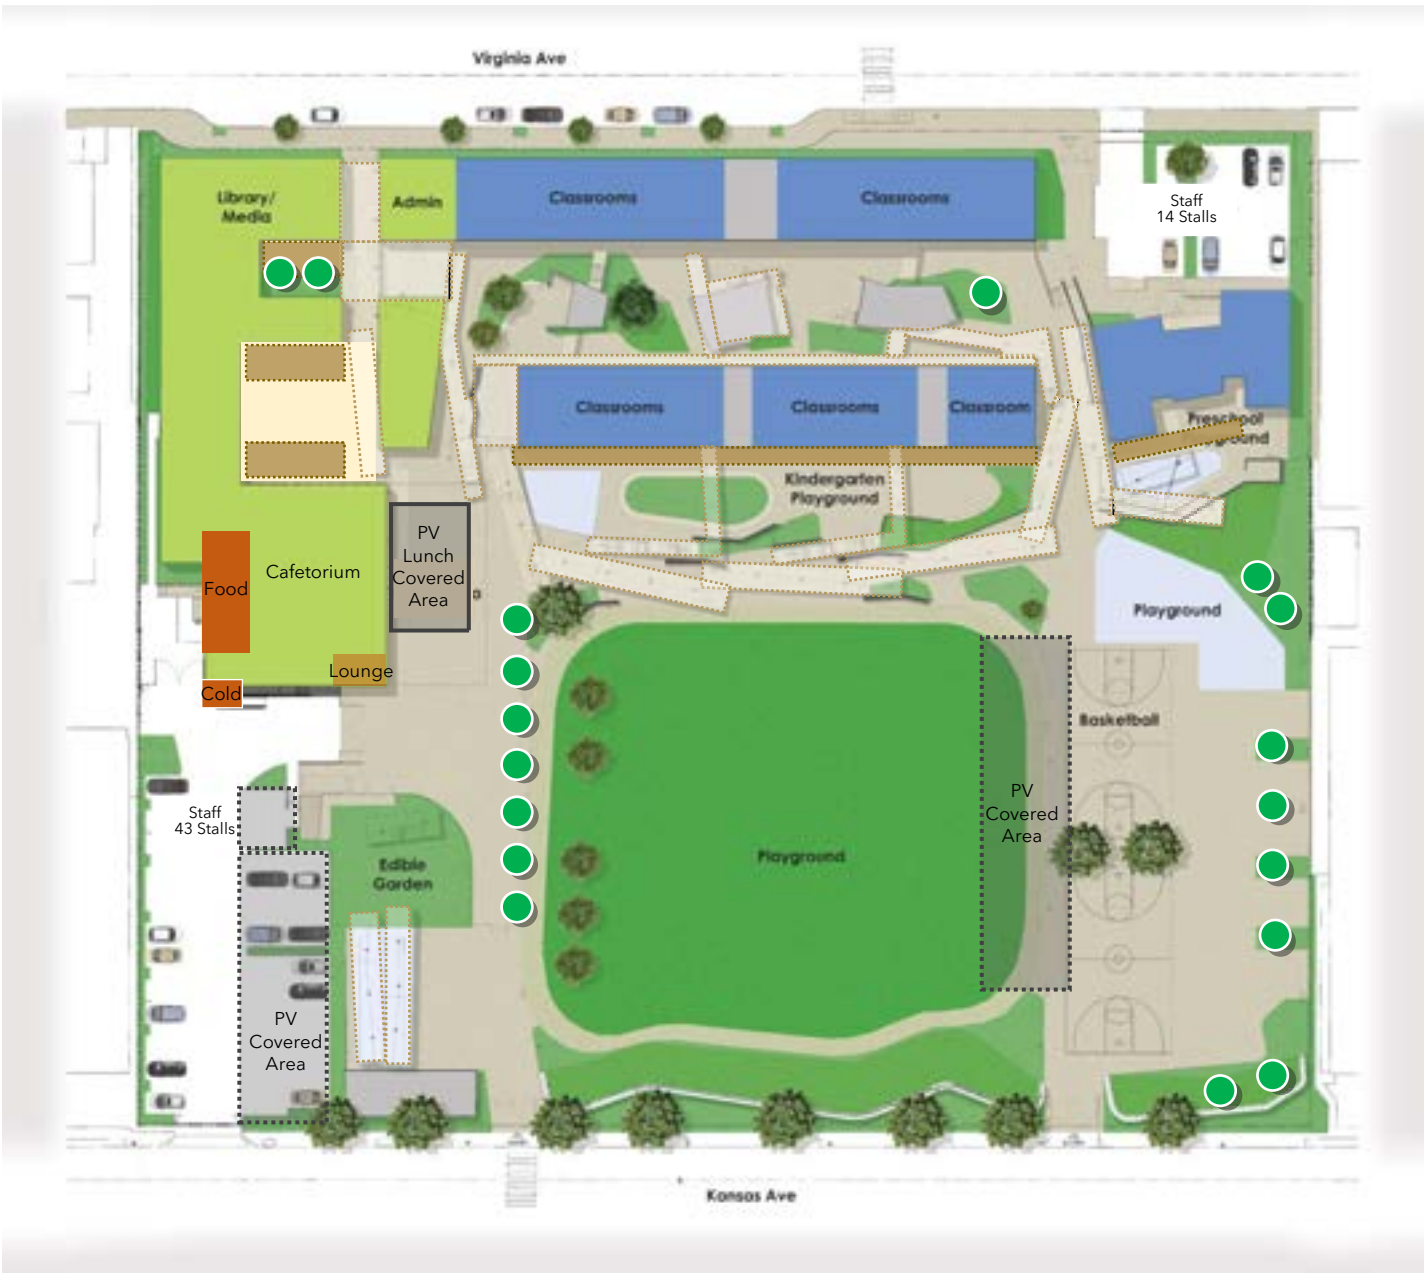 Virginia Ave
Library/
Media
Admin
Classrooms
Classrooms
Staff
14 Stalls
Classrooms
Classrooms
Classroom
Preschool
Kindergarten
Playground
PV
Lunch
Covered
Area
Food
Cafetorium
Lounge
Cold
Playground
Basketball
PV
Covered
Area
Staff
43 Stalls
Edible
Garden
Playground
PV
Covered
Area
Kansas Ave